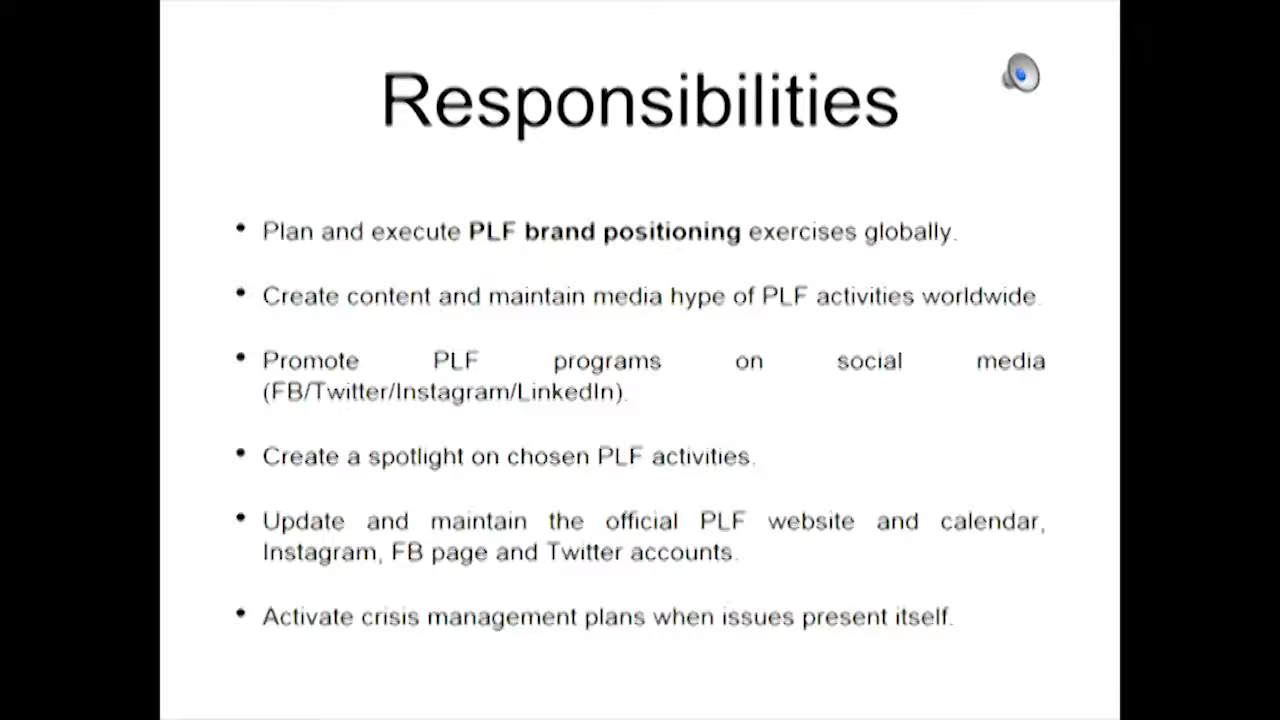 Responsibilities
• Plan and execute PLF brand positioning exercises globally.
• Create content and maintain media hype of PLF activities worldwide.
• Promote PLF programs on social media
(FB/Twitter/Instagram/LinkedIn).
• Create a spotlight on chosen PLF activities.
• Update and maintain the official PLF website and calendar,
Instagram, FB page and Twitter accounts.
• Activate crisis management plans when issues present itself.